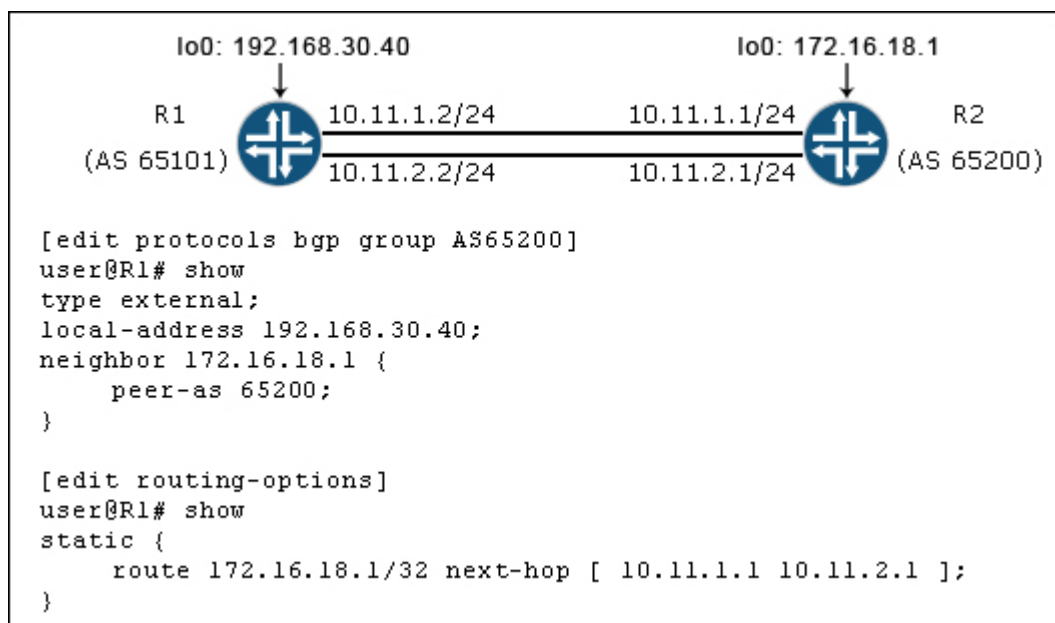 lo0: 192.168.30.40 lo0: 172.16.18.1
R1 10.11.1.2/24 10.11.1.1/24 R2
(AS 65101) 10.11.2.2/24 10.11.2.1/24 (AS 65200)
[edit protocols bgp group AS65200]
user@R1# show
type external;
local-address 192.168.30.40;
neighbor 172.16.18.1 {
     peer-as 65200;
}
[edit routing-options]
user@R1# show
static {
     route 172.16.18.1/32 next-hop [ 10.11.1.1 10.11.2.1 ];
}